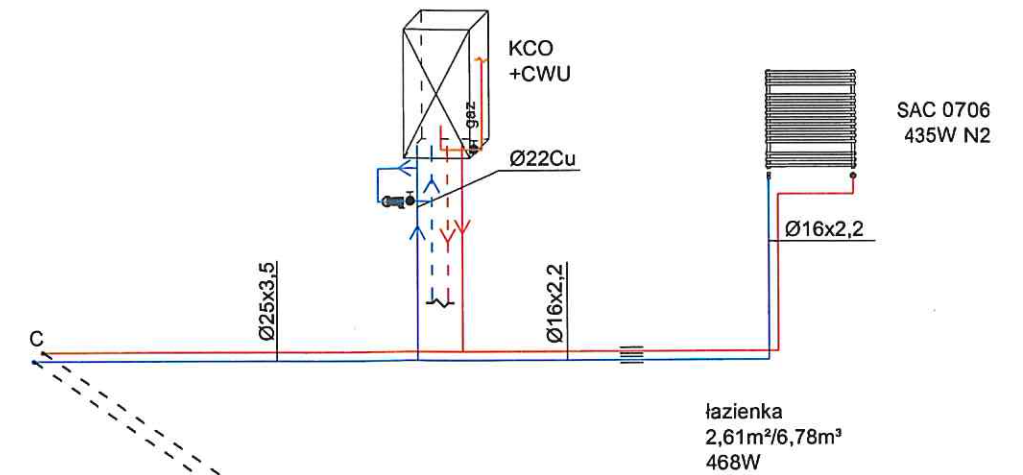 KCO
+CWU
gaz
SAC 0706
435W N2
Ø22Cu
Ø16x2,2
Ø25x3,5
Ø16x2,2
C
łazienka
2,61m²/6,78m³
468W